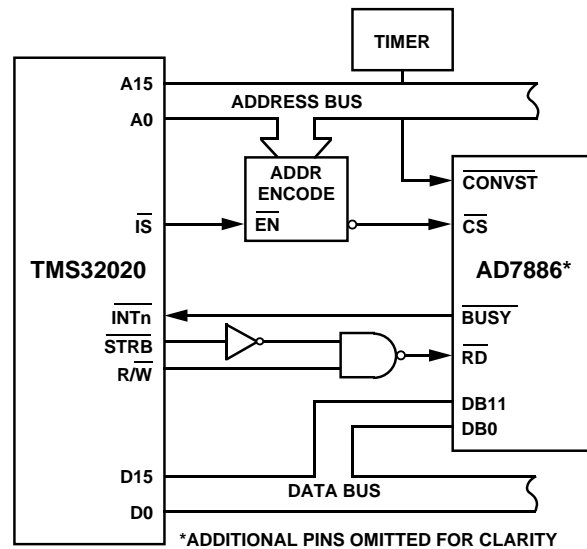 TIMER
A15
ADDRESS BUS
A0
ADDR
ENCODE
CONVST
IS
EN
CS
TMS32020
AD7886*
INTn
BUSY
STRB
R/W
RD
DB11
DB0
D15
DATA BUS
D0
*ADDITIONAL PINS OMITTED FOR CLARITY